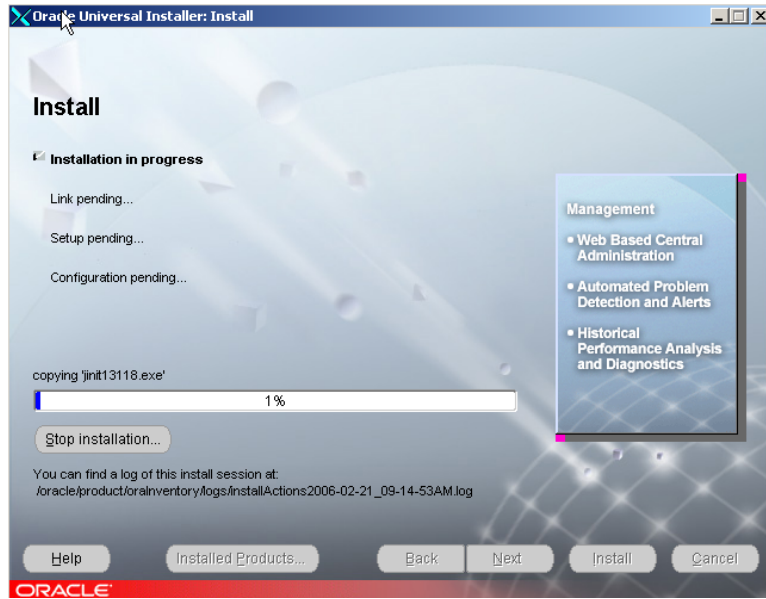 Oracle Universal Installer: Install
Install
Installation in progress
Link pending...
Setup pending...
Configuration pending...
Management
• Web Based Central
Administration
• Automated Problem
Detection and Alerts
• Historical
Performance Analysis
and Diagnostics
copying 'jinit13118.exe'
1%
Stop installation...
You can find a log of this install session at:
/oracle/product/oraInventory/logs/installActions2006-02-21_09-14-53AM.log
Help Installed Products... Back Next Install Cancel
ORACLE